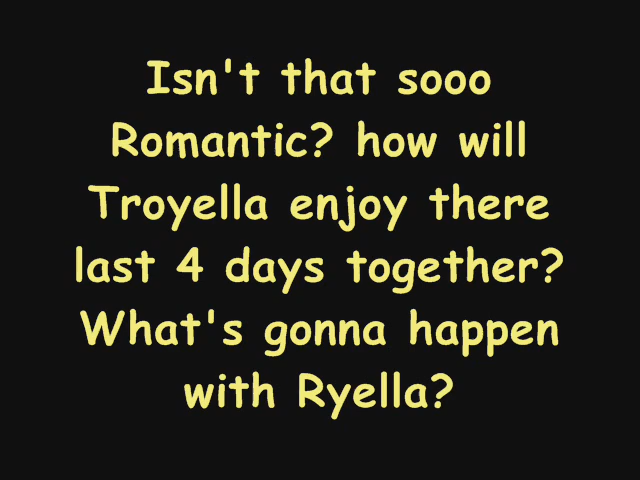 Isn't that sooo
Romantic? how will
Troyella enjoy there
last 4 days together?
What's gonna happen
with Ryella?